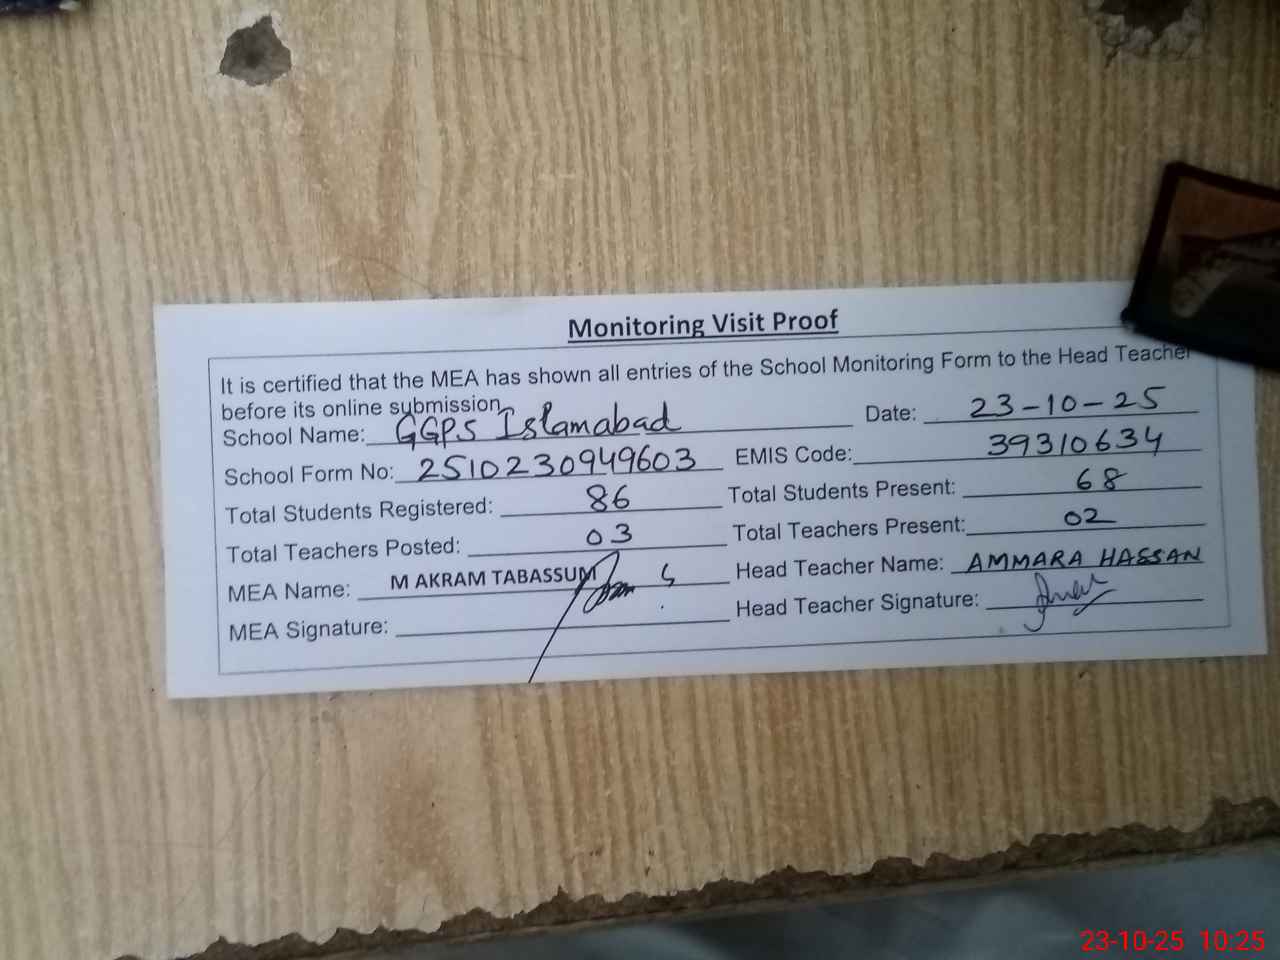 Monitoring Visit Proof
It is certified that the MEA has shown all entries of the School Monitoring Form to the Head Teacher
before its online submission.
School Name: GGPS Islamabad Date: 23-10-25
School Form No: 2510230949603 EMIS Code: 39310634
Total Students Registered: 86 Total Students Present: 68
Total Teachers Posted: 03 Total Teachers Present: 02
MEA Name: M AKRAM TABASSUM Head Teacher Name: AMMARA HASSAN
MEA Signature: Head Teacher Signature:
23-10-25 10:25